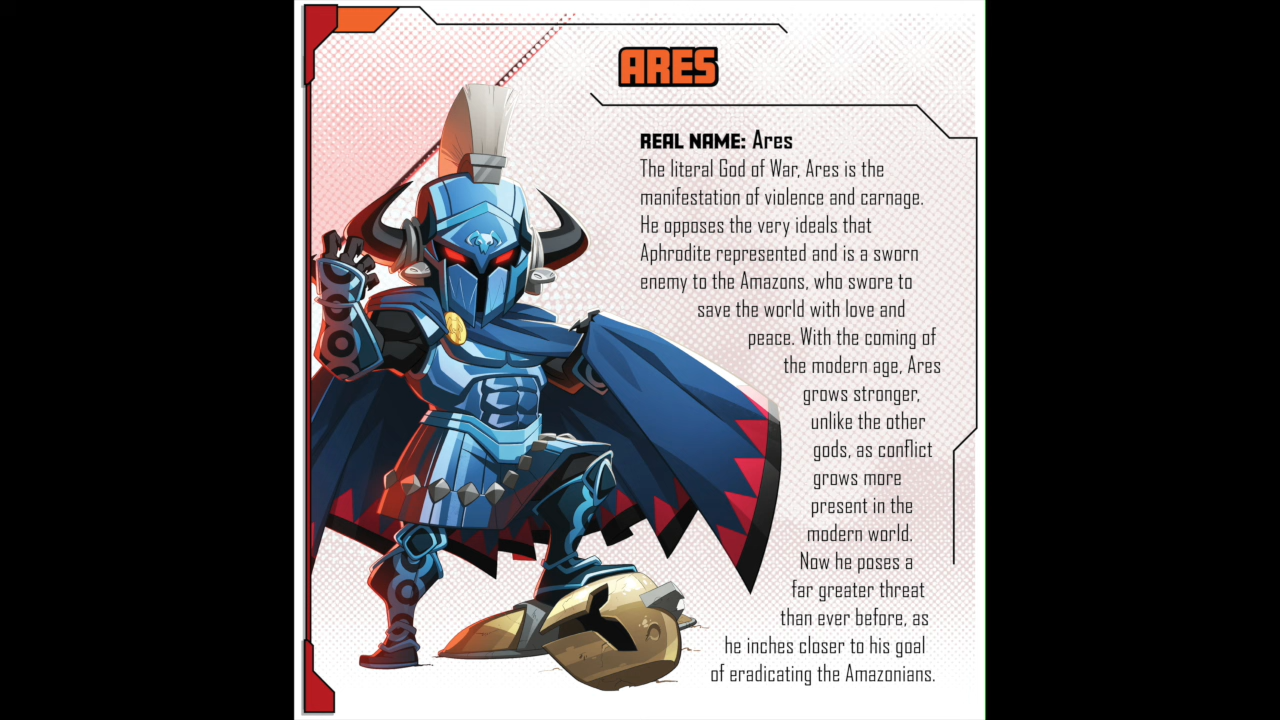 ARES
REAL NAME: Ares
The literal God of War, Ares is the
manifestation of violence and carnage.
He opposes the very ideals that
Aphrodite represented and is a sworn
enemy to the Amazons, who swore to
save the world with love and
peace. With the coming of
the modern age, Ares
grows stronger,
unlike the other
gods, as conflict
grows more
present in the
modern world.
Now he poses a
far greater threat
than ever before, as
he inches closer to his goal
of eradicating the Amazonians.